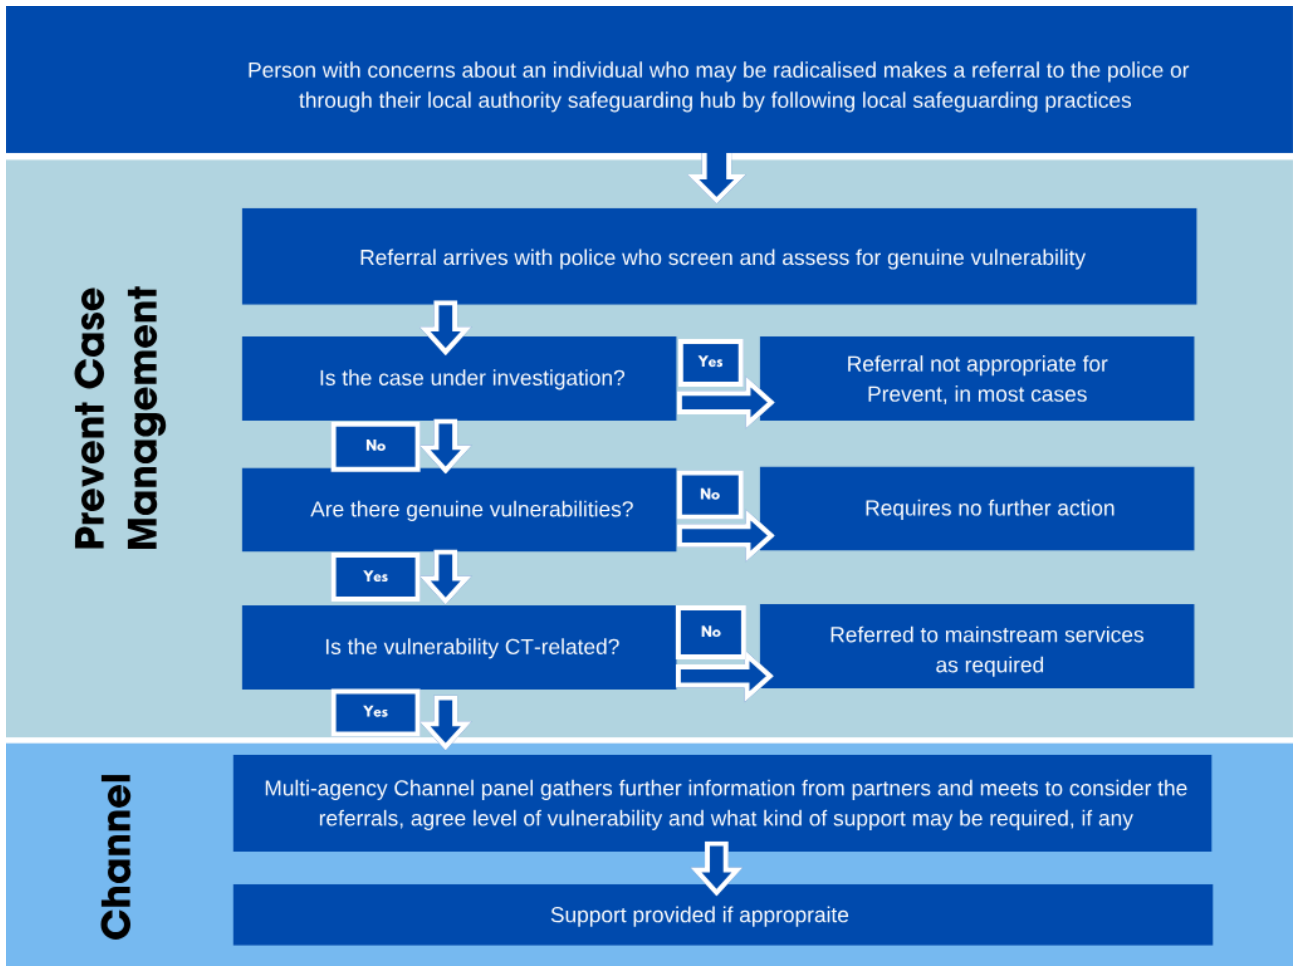 Person with concerns about an individual who may be radicalised makes a referral to the police or
through their local authority safeguarding hub by following local safeguarding practices
Prevent Case
Management
Referral arrives with police who screen and assess for genuine vulnerability
Is the case under investigation?
Yes
Referral not appropriate for
Prevent, in most cases
No
Are there genuine vulnerabilities?
No
Requires no further action
Yes
Is the vulnerability CT-related?
No
Referred to mainstream services
as required
Yes
Channel
Multi-agency Channel panel gathers further information from partners and meets to consider the
referrals, agree level of vulnerability and what kind of support may be required, if any
Support provided if appropraite